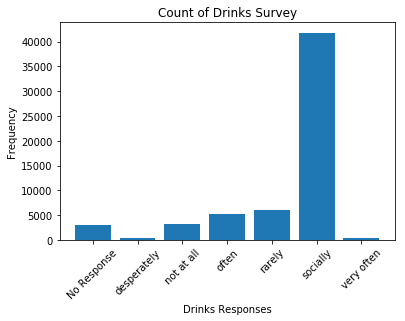 Count of Drinks Survey
Frequency
40000
35000
30000
25000
20000
15000
10000
5000
0
No Response
desperately
not at all
often
rarely
socially
very often
Drinks Responses